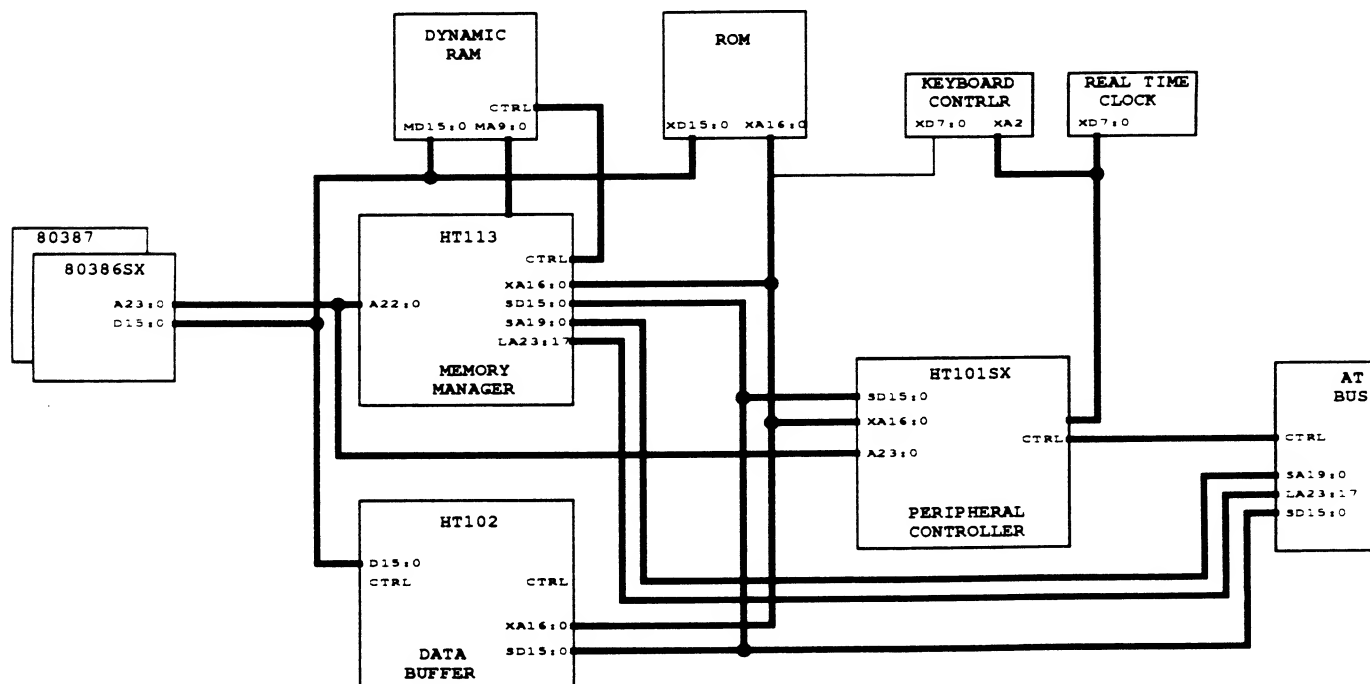 DYNAMIC
RAM
CTRL
MD15:0 MA9:0
ROM
XD15:0 XA16:0
KEYBOARD
CONTRLR
XD7:0 XA2
REAL TIME
CLOCK
XD7:0
80387
80386SX
A23:0
D15:0
HT113
CTRL
A22:0
XA16:0
SD15:0
SA19:0
LA23:17
MEMORY
MANAGER
HT101SX
SD15:0
XA16:0
CTRL
A23:0
PERIPHERAL
CONTROLLER
AT
BUS
CTRL
SA19:0
LA23:17
SD15:0
HT102
D15:0
CTRL
CTRL
XA16:0
SD15:0
DATA
BUFFER